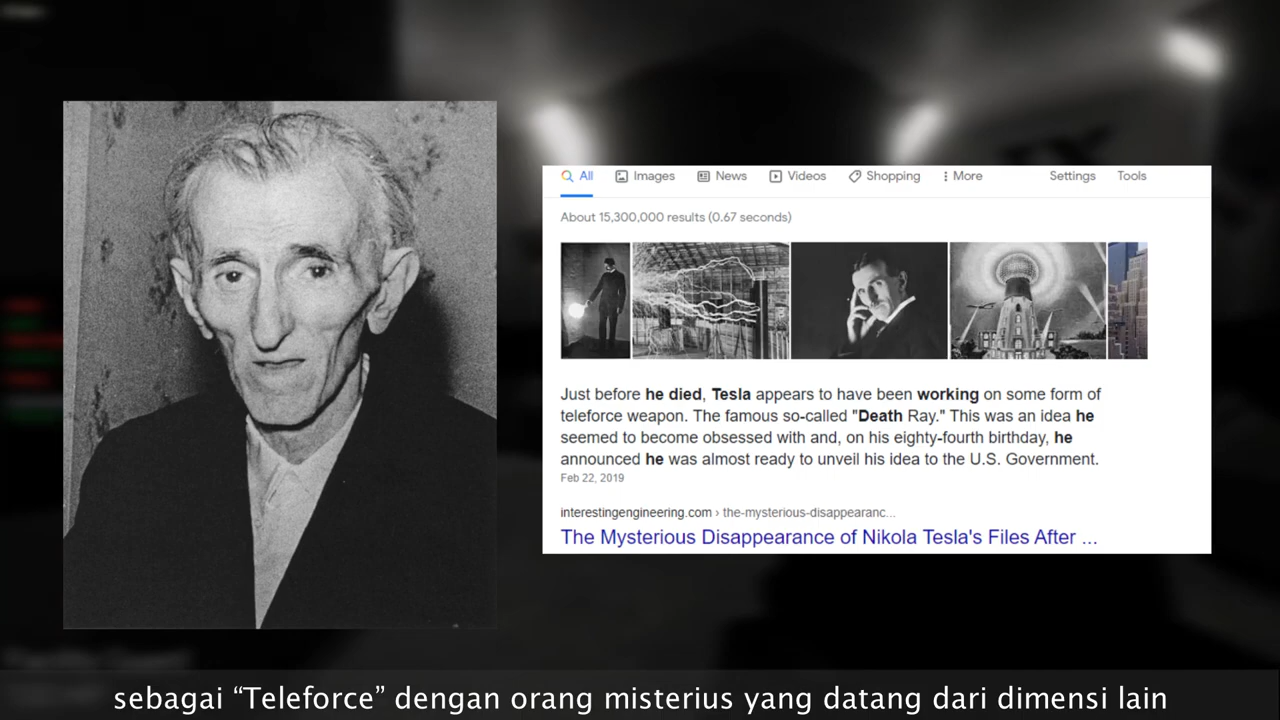 All Images News Videos Shopping More Settings Tools
About 15,300,000 results (0.67 seconds)
Just before he died, Tesla appears to have been working on some form of
teleforce weapon. The famous so-called "Death Ray." This was an idea he
seemed to become obsessed with and, on his eighty-fourth birthday, he
announced he was almost ready to unveil his idea to the U.S. Government.
Feb 22, 2019
interestingengineering.com › the-mysterious-disappearanc...
The Mysterious Disappearance of Nikola Tesla's Files After ...
sebagai “Teleforce” dengan orang misterius yang datang dari dimensi lain